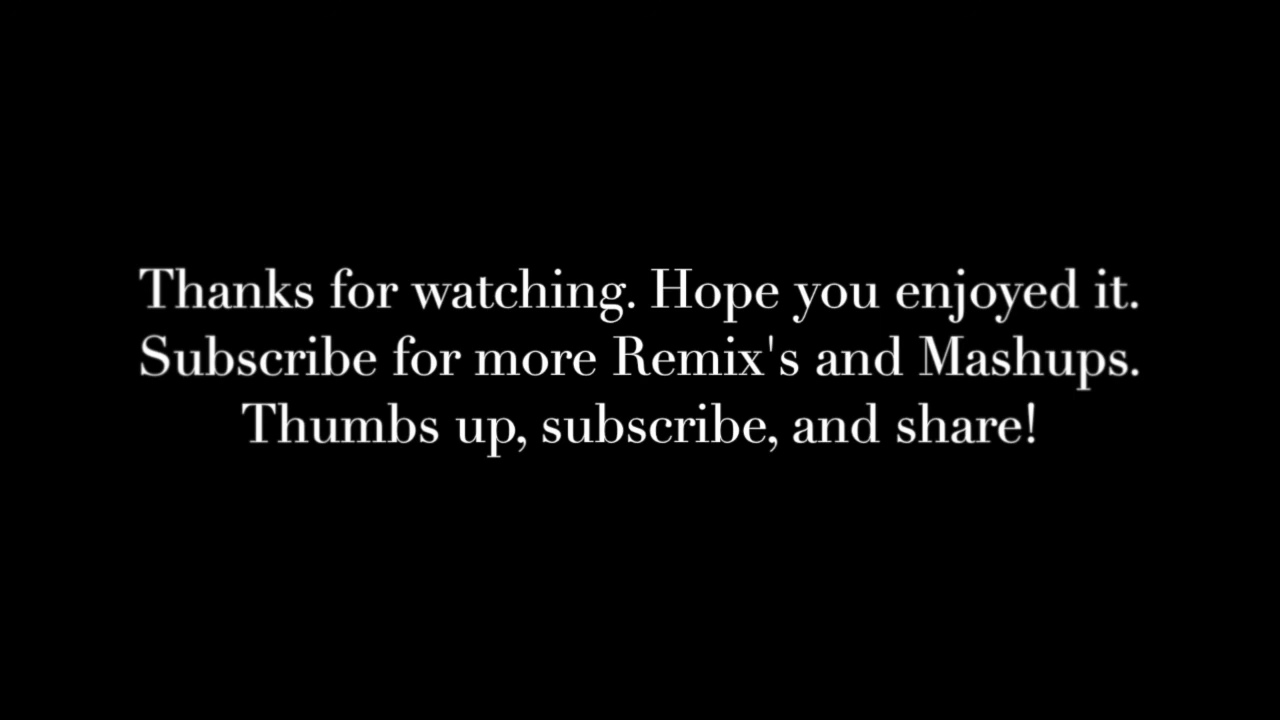 Thanks for watching. Hope you enjoyed it.
Subscribe for more Remix's and Mashups.
Thumbs up, subscribe, and share!